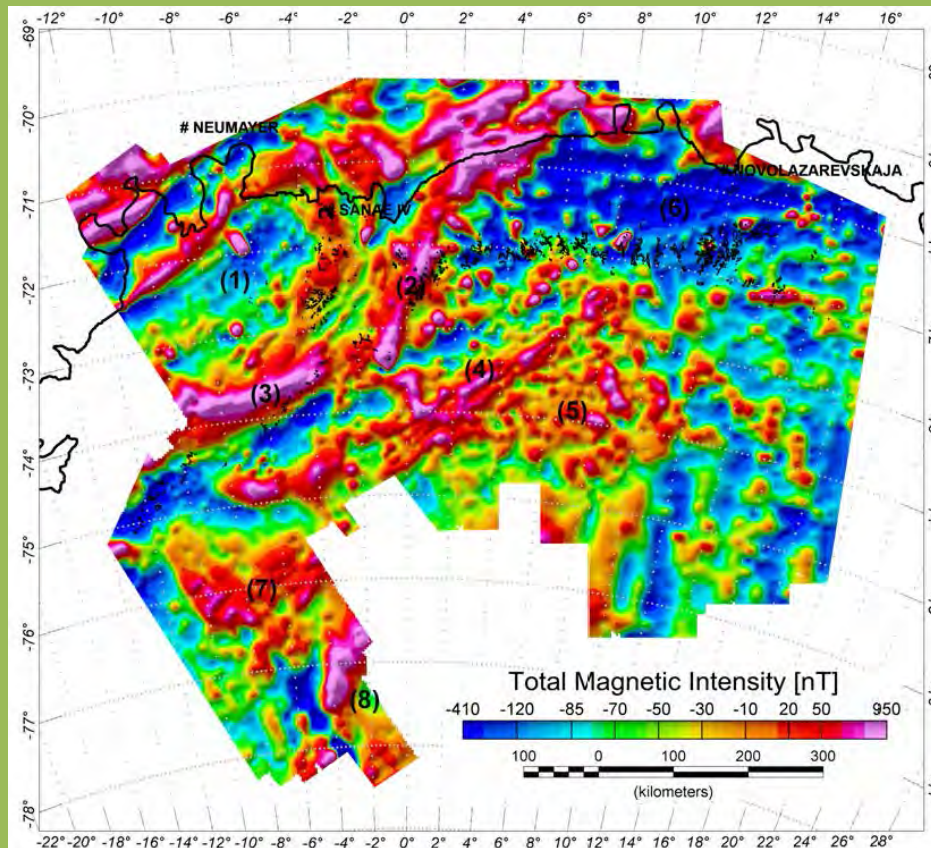 -12° -10° -8° -6° -4° -2° 0° 2° 4° 6° 8° 10° 12° 14° 16°
-69°
-70°
# NEUMAYER
NOVOLAZAREVSKAJA
-71°
SANAE IV
(6)
(1)
(2)
-72°
-73°
(4)
(3)
(5)
-74°
-75°
(7)
-76°
(8)
-77°
-78°
Total Magnetic Intensity [nT]
-410 -120 -85 -70 -50 -30 -10 20 50 950
100 0 100 200 300
(kilometers)
-22° -20° -18° -16° -14° -12° -10° -8° -6° -4° -2° 0° 2° 4° 6° 8° 10° 12° 14° 16° 18° 20° 22° 24° 26° 28°